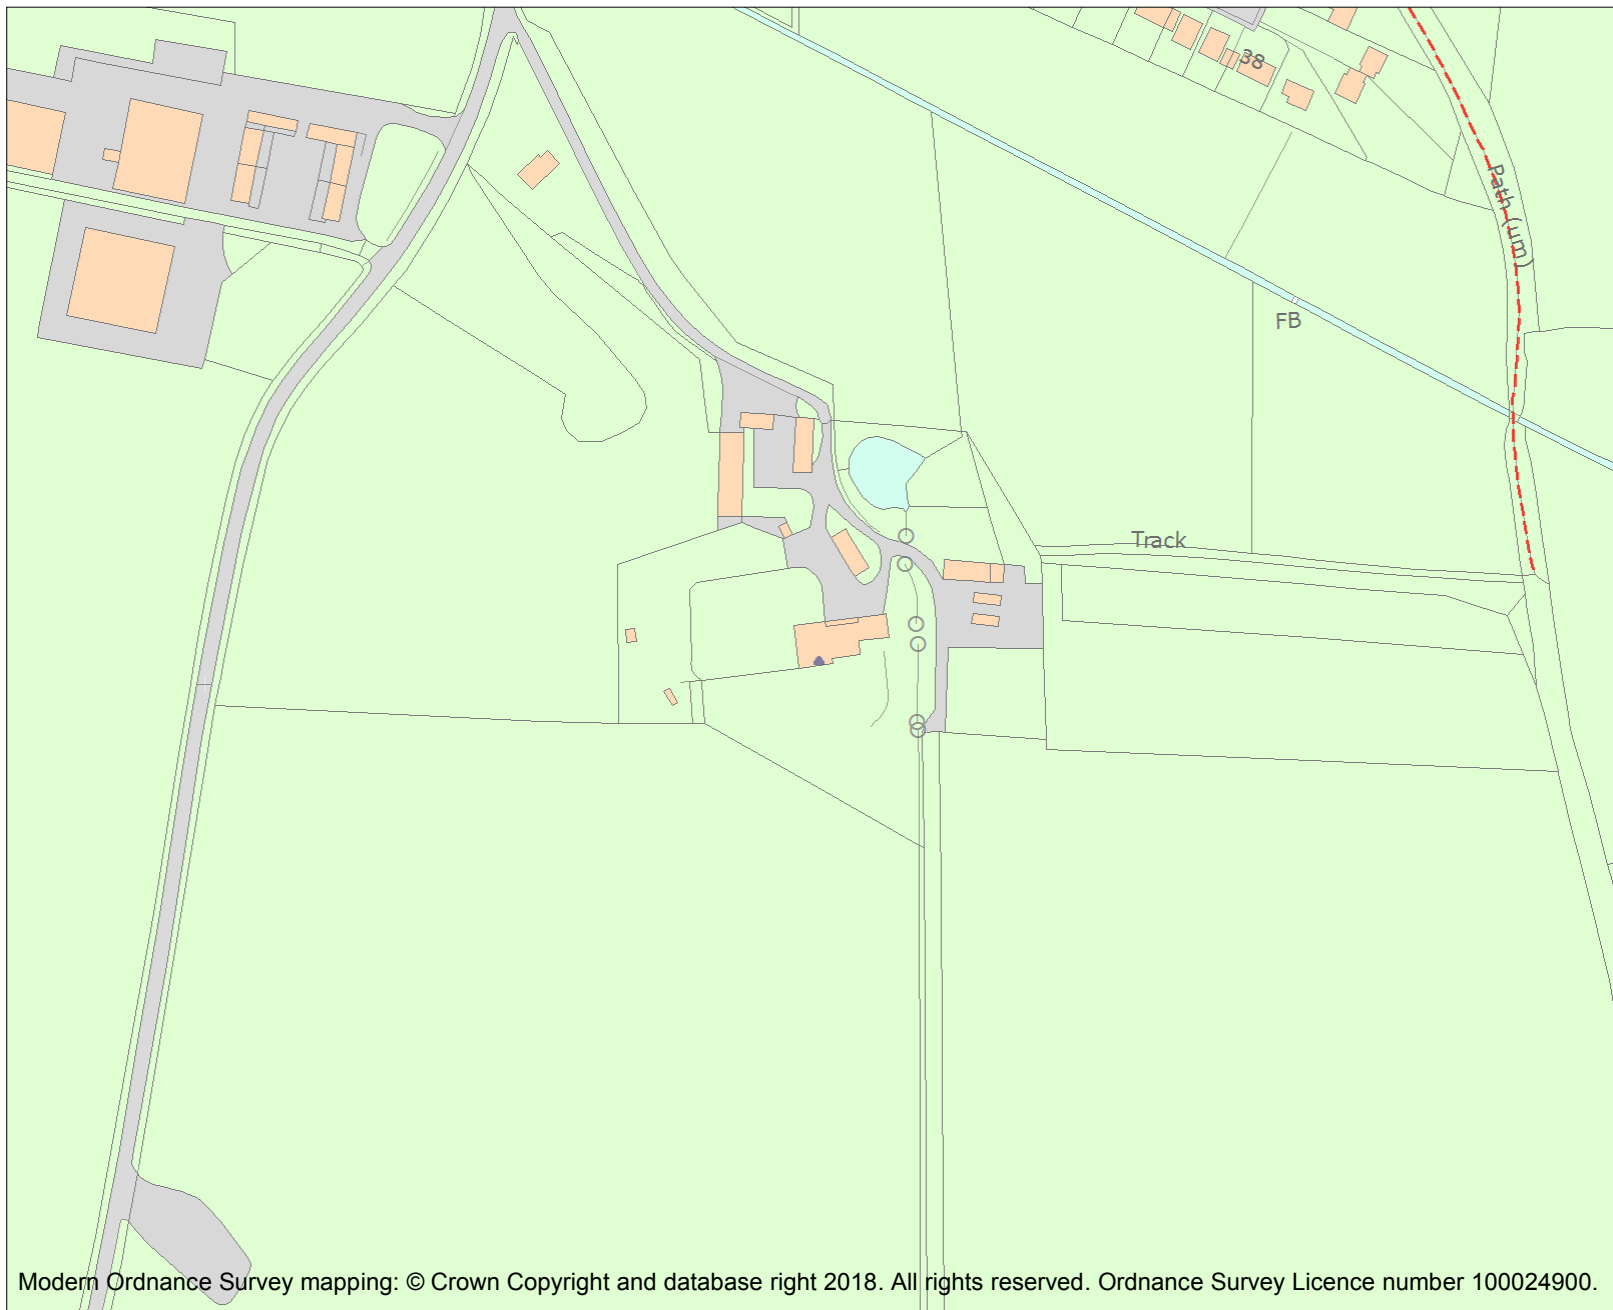 38
Path (um)
FB
Track
Modern Ordnance Survey mapping: © Crown Copyright and database right 2018. All rights reserved. Ordnance Survey Licence number 100024900.